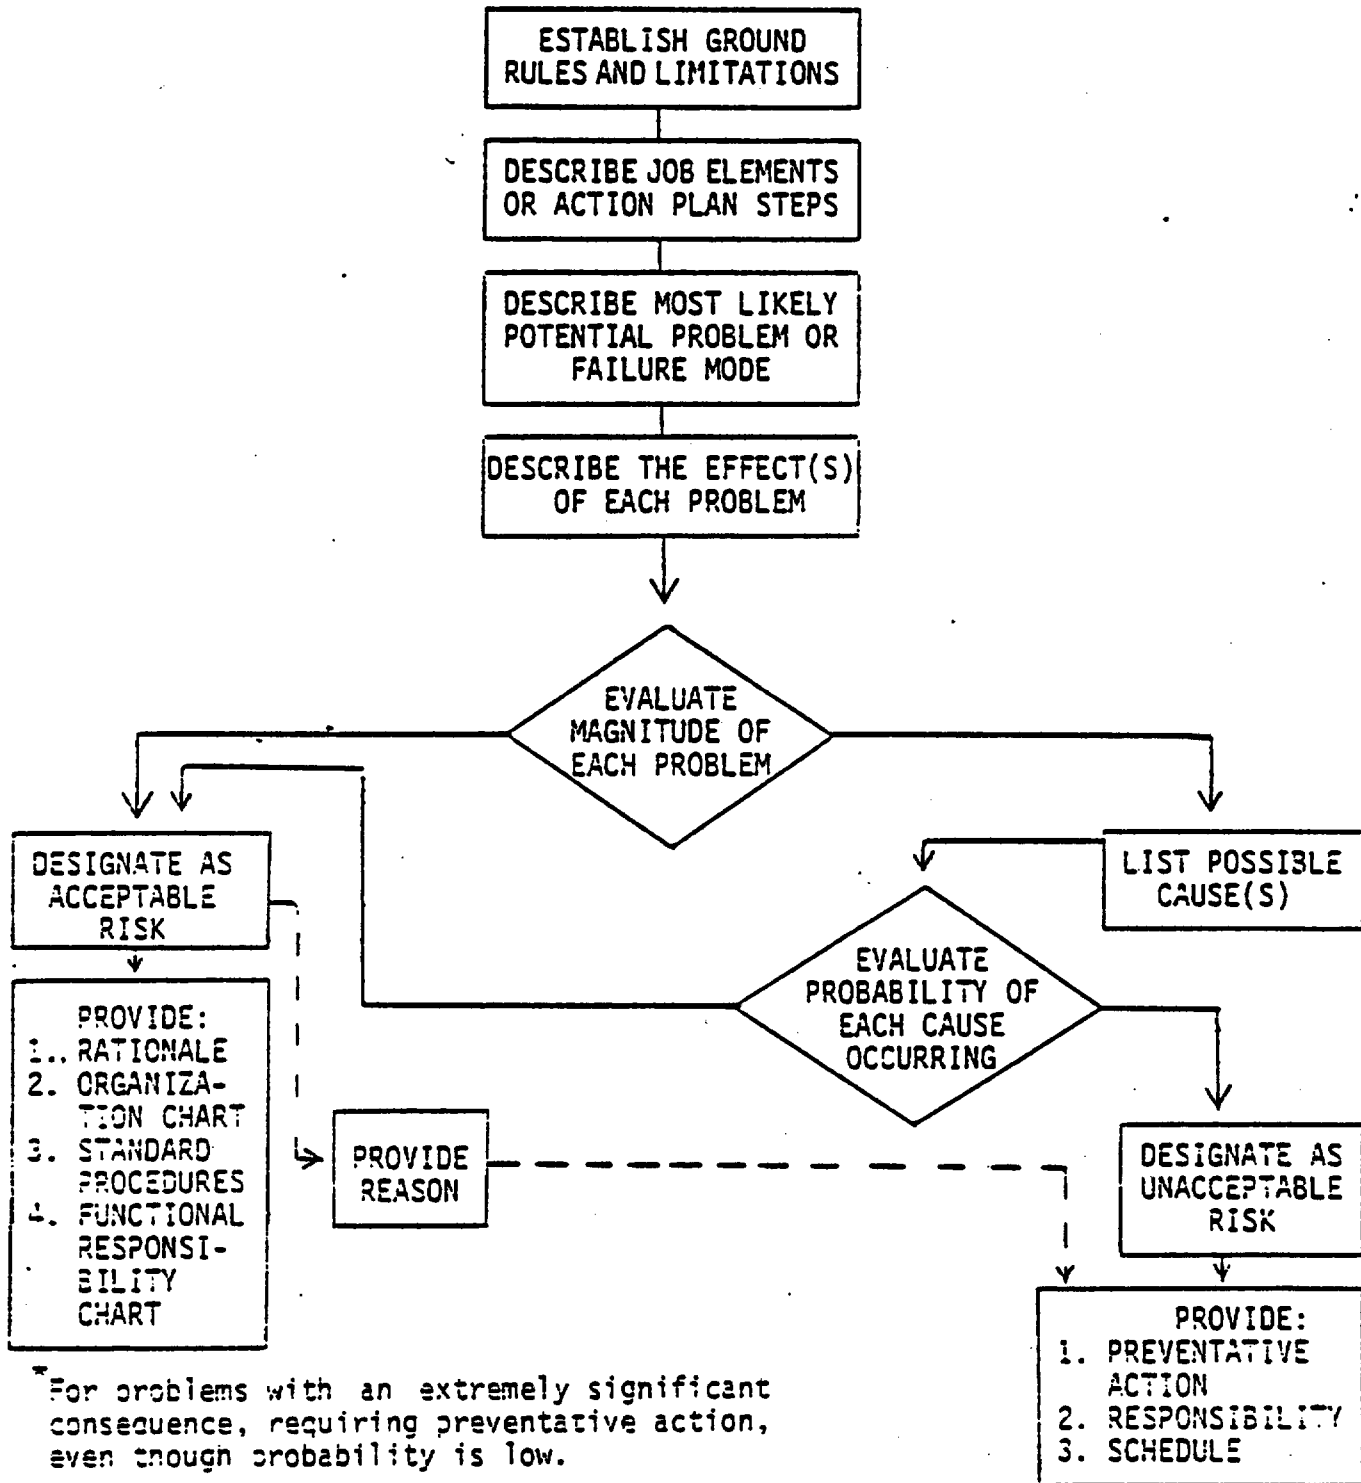 ESTABLISH GROUND
RULES AND LIMITATIONS
DESCRIBE JOB ELEMENTS
OR ACTION PLAN STEPS
DESCRIBE MOST LIKELY
POTENTIAL PROBLEM OR
FAILURE MODE
DESCRIBE THE EFFECT(S)
OF EACH PROBLEM
EVALUATE
MAGNITUDE OF
EACH PROBLEM
DESIGNATE AS
ACCEPTABLE
RISK
LIST POSSIBLE
CAUSE(S)
EVALUATE
PROBABILITY OF
EACH CAUSE
OCCURRING
PROVIDE:
1.. RATIONALE
2. ORGANIZA-
TION CHART
3. STANDARD
PROCEDURES
4. FUNCTIONAL
RESPONSI-
BILITY
CHART
PROVIDE
REASON
DESIGNATE AS
UNACCEPTABLE
RISK
PROVIDE:
1. PREVENTATIVE
ACTION
2. RESPONSIBILITY
3. SCHEDULE
*For problems with an extremely significant
consequence, requiring preventative action,
even though probability is low.